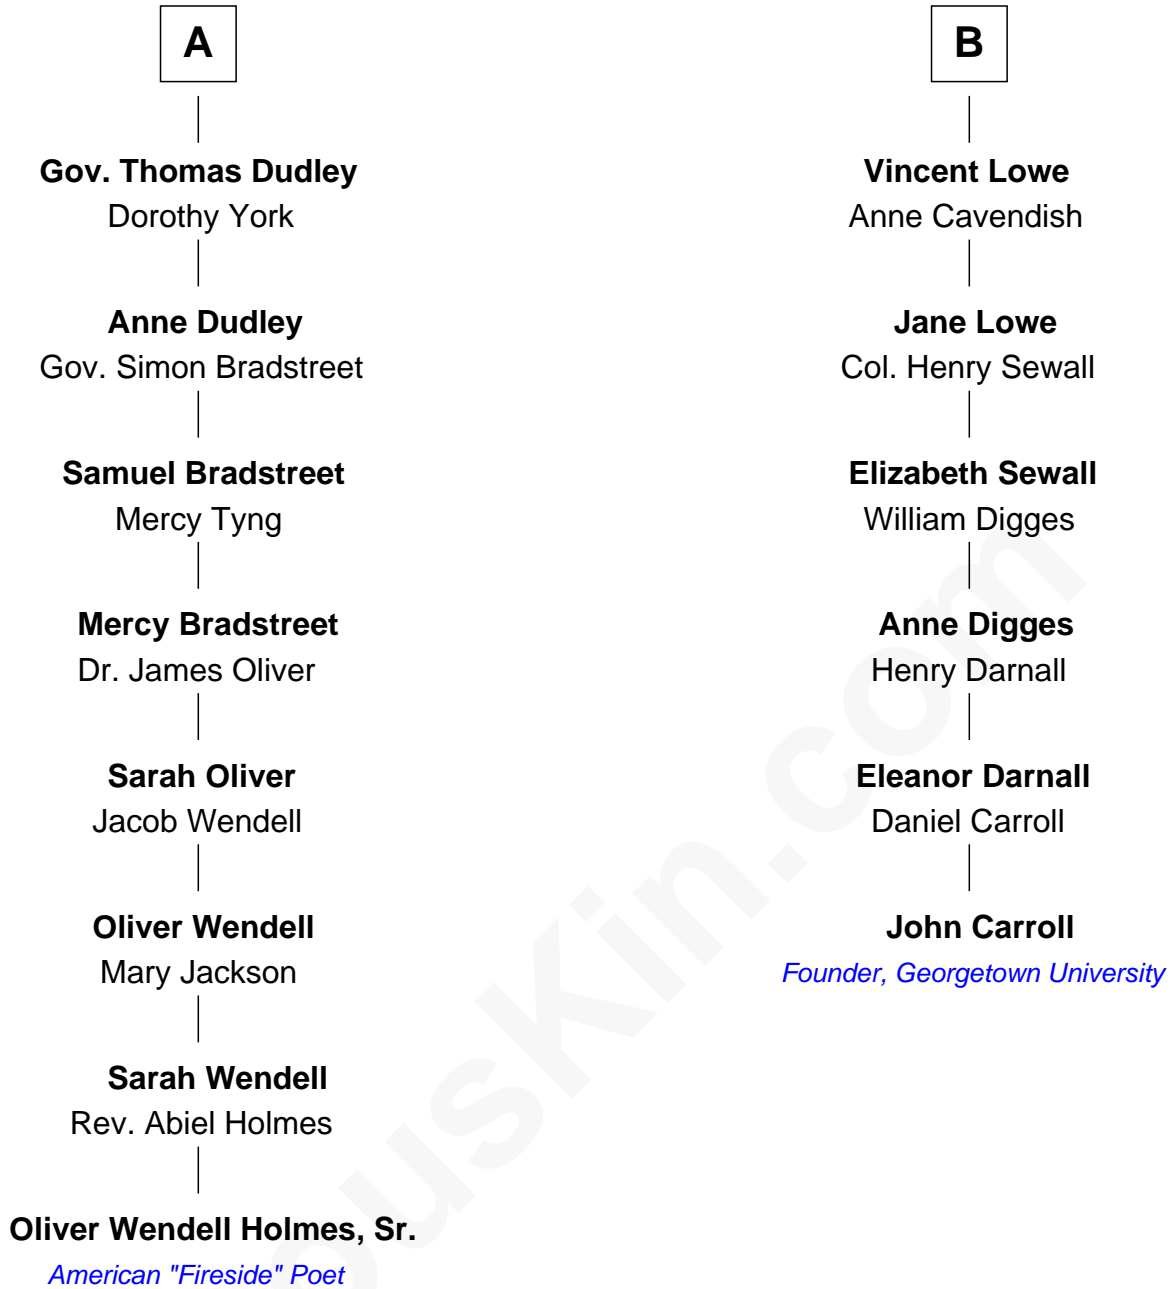 A
Gov. Thomas Dudley
Dorothy York
Anne Dudley
Gov. Simon Bradstreet
Samuel Bradstreet
Mercy Tyng
Mercy Bradstreet
Dr. James Oliver
Sarah Oliver
Jacob Wendell
Oliver Wendell
Mary Jackson
Sarah Wendell
Rev. Abiel Holmes
Oliver Wendell Holmes, Sr.
American "Fireside" Poet
B
Vincent Lowe
Anne Cavendish
Jane Lowe
Col. Henry Sewall
Elizabeth Sewall
William Digges
Anne Digges
Henry Darnall
Eleanor Darnall
Daniel Carroll
John Carroll
Founder, Georgetown University
ousKin.com